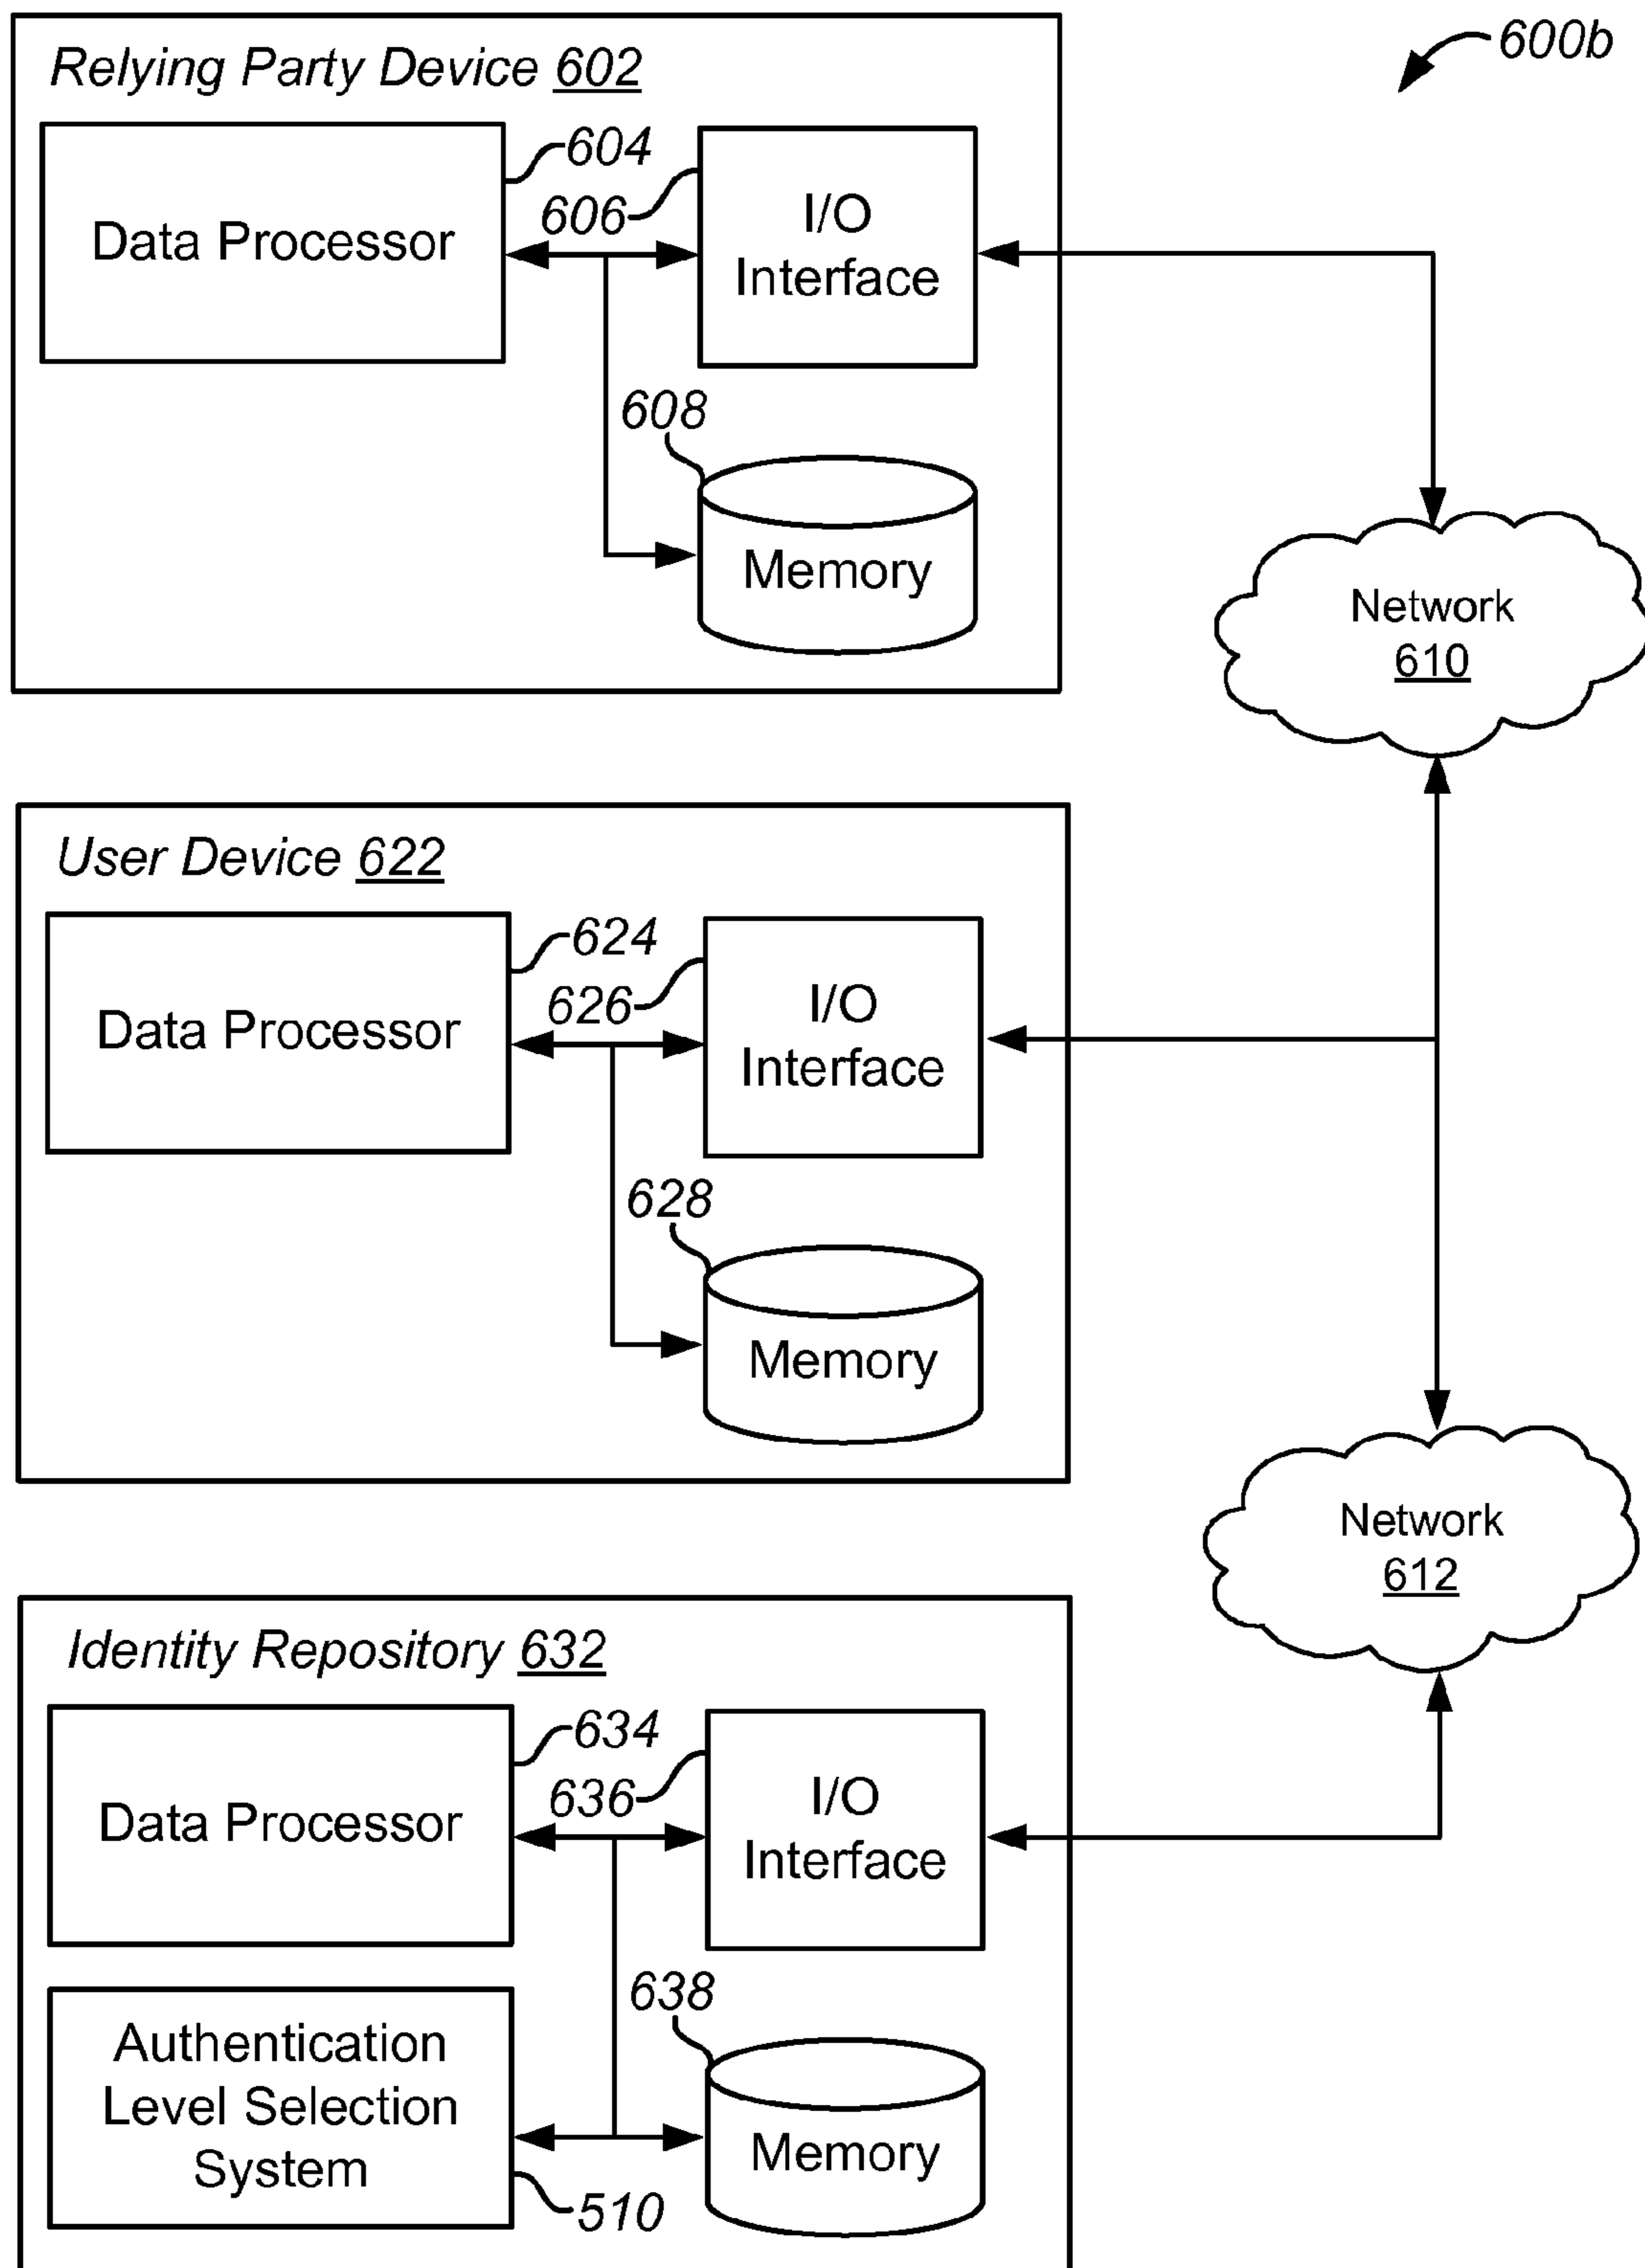 600b
Relying Party Device 602
604
606
Data Processor
I/O
Interface
608
Memory
Network
610
User Device 622
624
626
Data Processor
I/O
Interface
628
Memory
Network
612
Identity Repository 632
634
636
Data Processor
I/O
Interface
638
Authentication
Level Selection
System
Memory
510